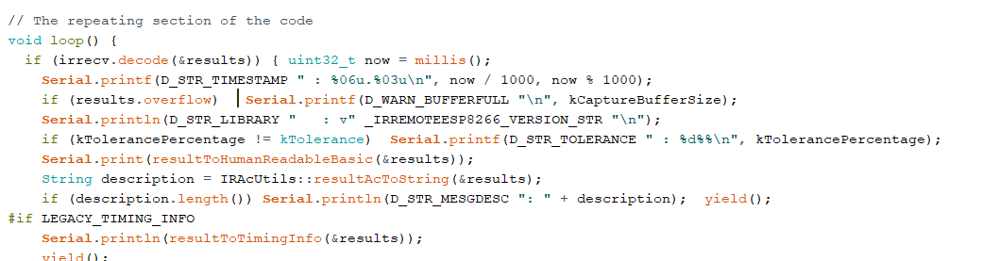 // The repeating section of the code
void loop() {
if (irrecv.decode(&results)) { uint32_t now = millis();
Serial.printf(D_STR_TIMESTAMP " : %06u.%03u\n", now / 1000, now % 1000);
if (results.overflow) Serial.printf(D_WARN_BUFFERFULL "\n", kCaptureBufferSize);
Serial.println(D_STR_LIBRARY "   : v" _IRREMOTEESP8266_VERSION_STR "\n");
if (kTolerancePercentage != kTolerance)  Serial.printf(D_STR_TOLERANCE " : %d%%\n", kTolerancePercentage);
Serial.print(resultToHumanReadableBasic(&results));
String description = IRAcUtils::resultAcToString(&results);
if (description.length()) Serial.println(D_STR_MESGDESC ": " + description);  yield();
#if LEGACY_TIMING_INFO
Serial.println(resultToTimingInfo(&results));
yield();